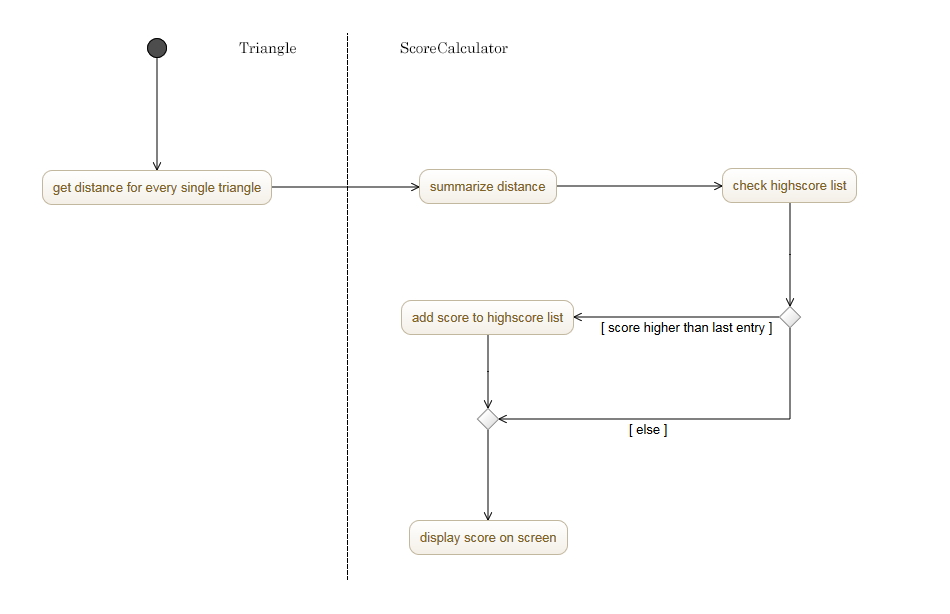 Triangle
ScoreCalculator
get distance for every single triangle
summarize distance
check highscore list
add score to highscore list
[ score higher than last entry ]
[ else ]
display score on screen